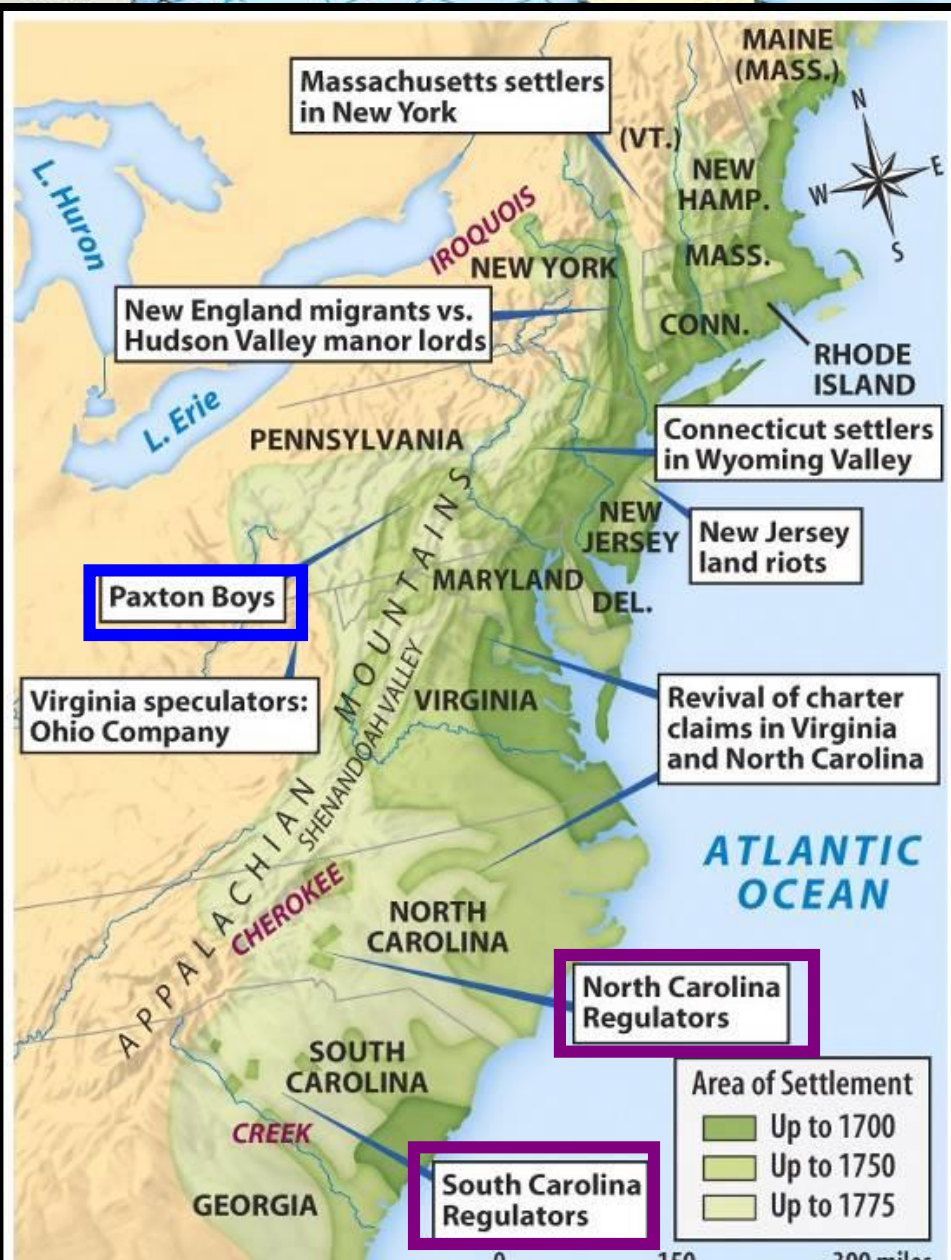 MAINE
(MASS.)
Massachusetts settlers
in New York
N
E
W
S
(VT.)
NEW
HAMP.
L. Huron
IROQUOIS
NEW YORK
MASS.
New England migrants vs.
Hudson Valley manor lords
CONN.
RHODE
ISLAND
L. Erie
PENNSYLVANIA
Connecticut settlers
in Wyoming Valley
NEW
JERSEY
New Jersey
land riots
Paxton Boys
MARYLAND
DEL.
APPALACHIAN MOUNTAINS
SHENANDOAH VALLEY
Virginia speculators:
Ohio Company
VIRGINIA
Revival of charter
claims in Virginia
and North Carolina
ATLANTIC
OCEAN
CHEROKEE
NORTH
CAROLINA
North Carolina
Regulators
SOUTH
CAROLINA
CREEK
GEORGIA
South Carolina
Regulators
Area of Settlement
Up to 1700
Up to 1750
Up to 1775
0 150 300 miles